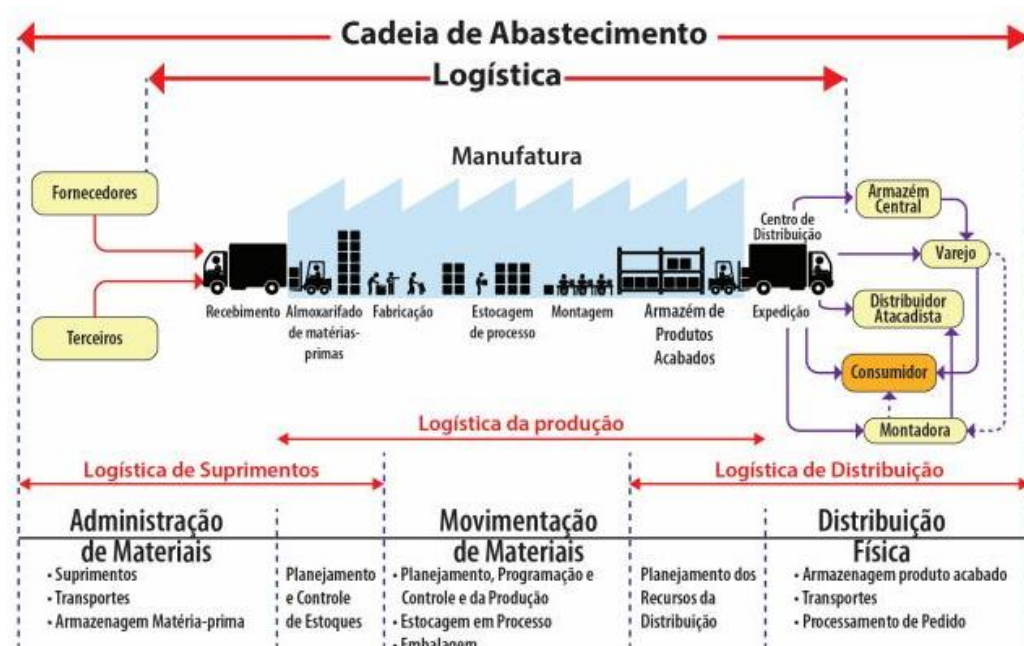 Cadeia de Abastecimento
Logística
Manufatura
Fornecedores
Terceiros
Recebimento
Almoxarifado
de matérias-
primas
Fabricação
Estocagem
de processo
Montagem
Armazém de
Produtos
Acabados
Centro de
Distribuição
Expedição
Armazém
Central
Varejo
Distribuidor
Atacadista
Consumidor
Montadora
Logística da produção
Logística de Suprimentos
Logística de Distribuição
Administração
de Materiais
• Suprimentos
• Transportes
• Armazenagem Matéria-prima
Planejamento
e Controle
de Estoques
Movimentação
de Materiais
• Planejamento, Programação e
Controle e da Produção
• Estocagem em Processo
• Embalagem
Planejamento dos
Recursos da
Distribuição
Distribuição
Física
• Armazenagem produto acabado
• Transportes
• Processamento de Pedido